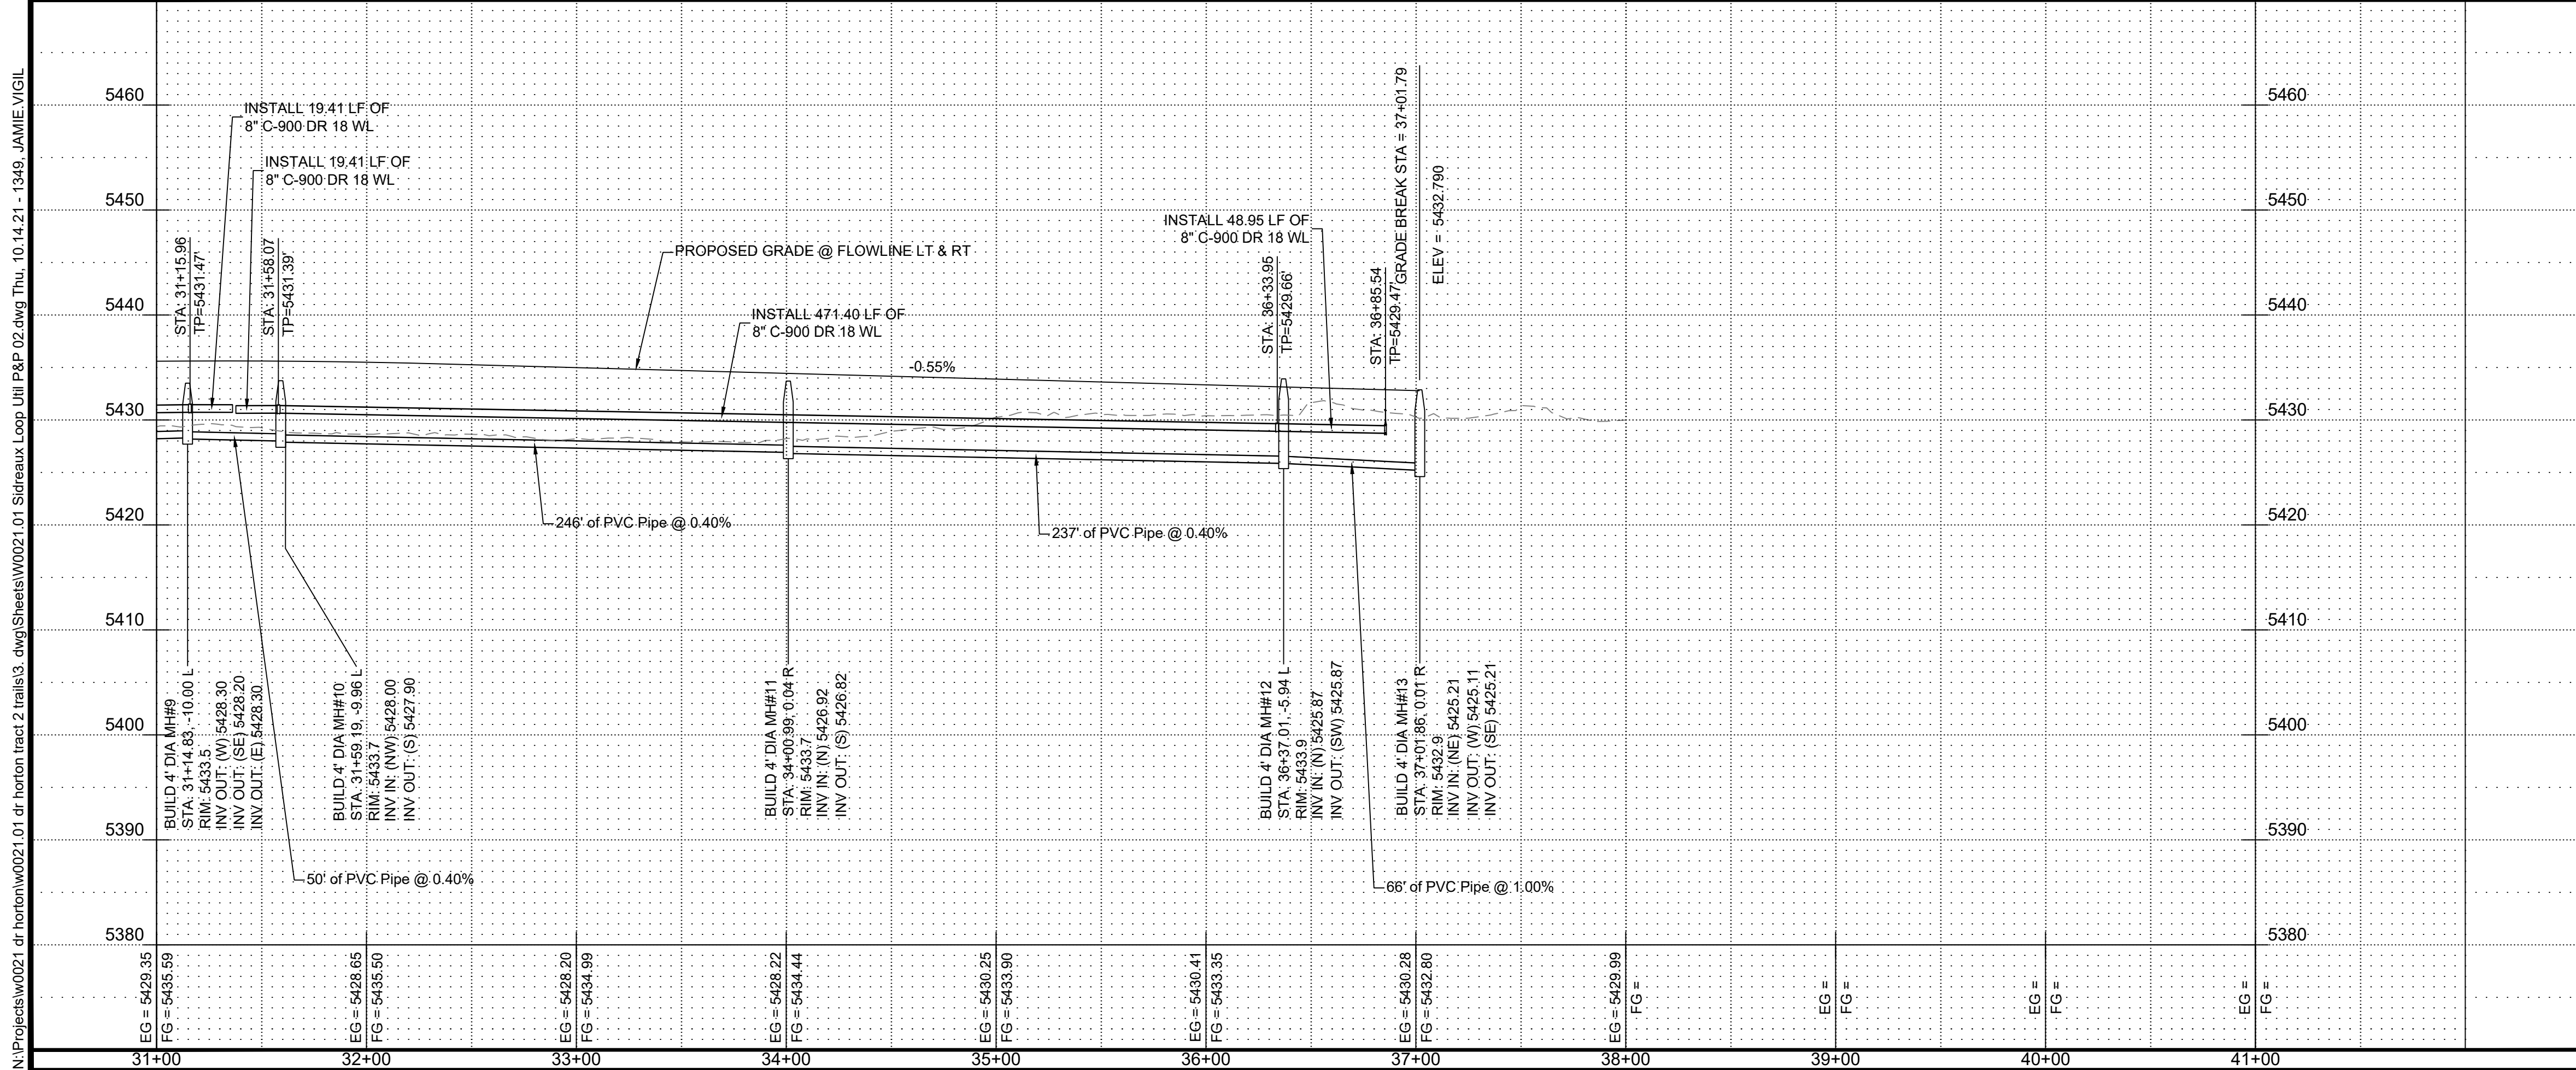 N:\Projects\w0021 dr horton\w0021.01 dr horton tract 2 trails\3. dwg\Sheets\W0021.01 Sidreaux Loop Util P&P 02.dwg Thu, 10.14.21 - 1349, JAMIE.VIGIL
5460
5450
5440
5430
5420
5410
5400
5390
5380
INSTALL 19.41 LF OF
8" C-900 DR 18 WL
INSTALL 19.41 LF OF
8" C-900 DR 18 WL
STA: 31+15.96
TP=5431.47'
STA: 31+58.07
TP=5431.39'
PROPOSED GRADE @ FLOWLINE LT & RT
INSTALL 471.40 LF OF
8" C-900 DR 18 WL
-0.55%
INSTALL 48.95 LF OF
8" C-900 DR 18 WL
STA: 36+33.95
TP=5429.66'
STA: 36+85.54
TP=5429.47'
GRADE BREAK STA = 37+01.79
ELEV = 5432.790
246' of PVC Pipe @ 0.40%
237' of PVC Pipe @ 0.40%
50' of PVC Pipe @ 0.40%
66' of PVC Pipe @ 1.00%
BUILD 4' DIA MH#9
STA. 31+14.83, -10.00 L
RIM: 5433.5
INV OUT: (W) 5428.30
INV OUT: (SE) 5428.20
INV OUT: (E) 5428.30
BUILD 4' DIA MH#10
STA. 31+59.19, -9.96 L
RIM: 5433.7
INV IN: (NW) 5428.00
INV OUT: (S) 5427.90
BUILD 4' DIA MH#11
STA. 34+00.99, 0.04 R
RIM: 5433.7
INV IN: (N) 5426.92
INV OUT: (S) 5426.82
BUILD 4' DIA MH#12
STA. 36+37.01, -5.94 L
RIM: 5433.9
INV IN: (N) 5425.87
INV OUT: (SW) 5425.87
BUILD 4' DIA MH#13
STA. 37+01.86, 0.01 R
RIM: 5432.9
INV IN: (NE) 5425.21
INV OUT: (W) 5425.11
INV OUT: (SE) 5425.21
5460
5450
5440
5430
5420
5410
5400
5390
5380
EG = 5429.35
FG = 5435.59
EG = 5428.65
FG = 5435.50
EG = 5428.20
FG = 5434.99
EG = 5428.22
FG = 5434.44
EG = 5430.25
FG = 5433.90
EG = 5430.41
FG = 5433.35
EG = 5430.28
FG = 5432.80
EG = 5429.99
FG =
EG =
FG =
EG =
FG =
EG =
FG =
31+00
32+00
33+00
34+00
35+00
36+00
37+00
38+00
39+00
40+00
41+00